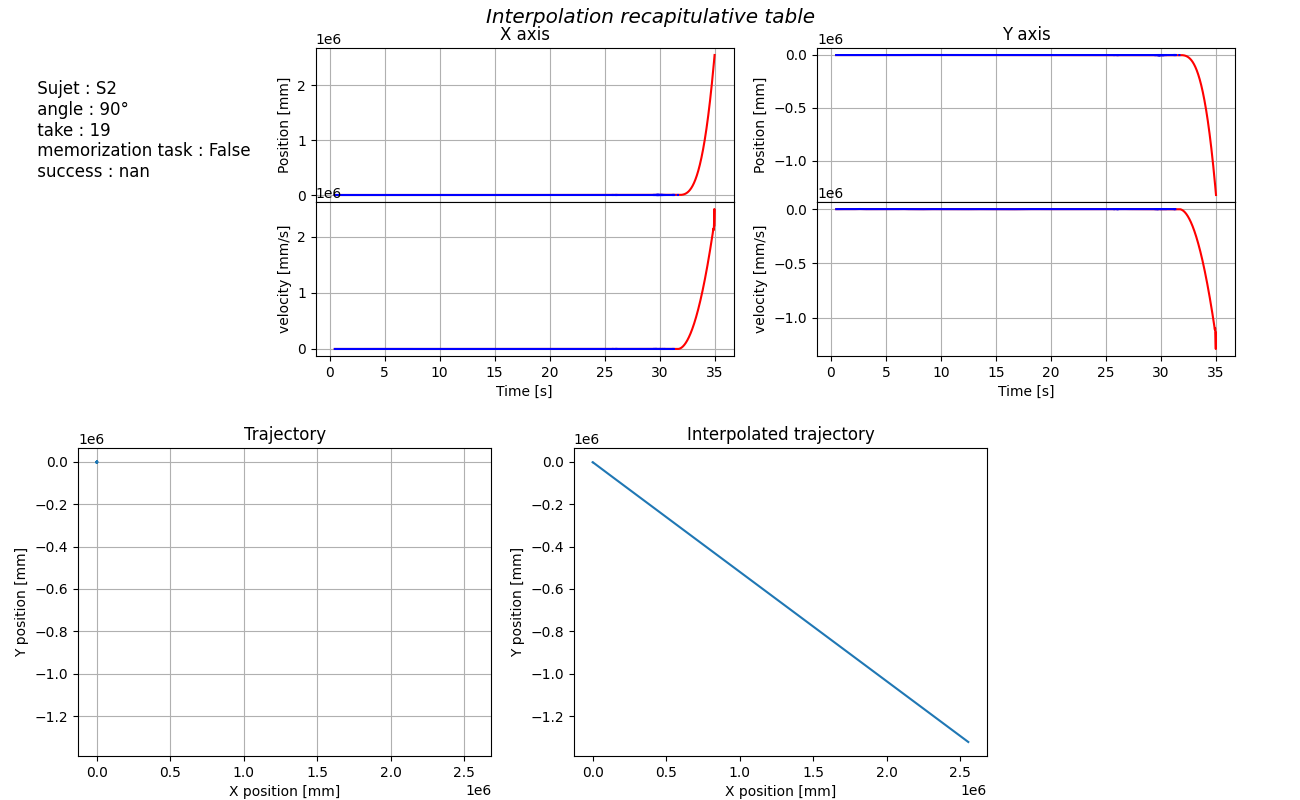 Interpolation recapitulative table
Sujet : S2
angle : 90°
take : 19
memorization task : False
success : nan
X axis
1e6
Position [mm]
2
1
0
1e6
velocity [mm/s]
2
1
0
0 5 10 15 20 25 30 35
Time [s]
Y axis
1e6
Position [mm]
0.0
−0.5
−1.0
1e6
velocity [mm/s]
0.0
−0.5
−1.0
0 5 10 15 20 25 30 35
Time [s]
Trajectory
1e6
Y position [mm]
0.0
−0.2
−0.4
−0.6
−0.8
−1.0
−1.2
0.0 0.5 1.0 1.5 2.0 2.5
X position [mm]
1e6
Interpolated trajectory
1e6
Y position [mm]
0.0
−0.2
−0.4
−0.6
−0.8
−1.0
−1.2
0.0 0.5 1.0 1.5 2.0 2.5
X position [mm]
1e6